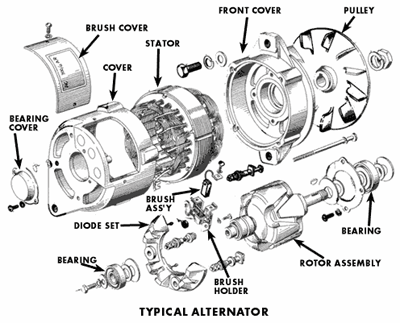 FRONT COVER
PULLEY
BRUSH COVER
STATOR
COVER
BEARING
COVER
BRUSH
ASS'Y
DIODE SET
BEARING
BEARING
ROTOR ASSEMBLY
BRUSH
HOLDER
TYPICAL ALTERNATOR